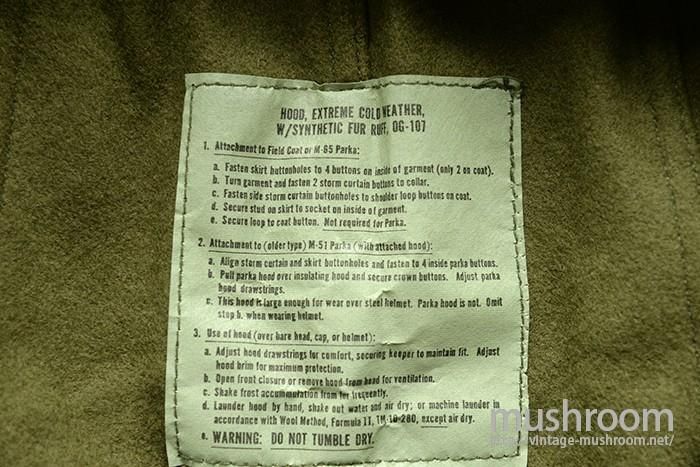 HOOD, EXTREME COLD WEATHER,
W/SYNTHETIC FUR RUFF, OG-107
1. Attachment to Field Coat or M-65 Parka:
a. Fasten skirt buttonholes to 4 buttons on inside of garment (only 2 on coat).
b. Turn garment and fasten 2 storm curtain buttons to collar.
c. Fasten side storm curtain buttonholes to shoulder loop buttons on coat.
d. Secure stud on skirt to socket on inside of garment.
e. Secure loop to coat button. Not required for Parka.
2. Attachment to (older type) M-51 Parka (with attached hood):
a. Align storm curtain and skirt buttonholes and fasten to 4 inside parka buttons.
b. Pull parka hood over insulating hood and secure crown buttons. Adjust parka
hood drawstrings.
c. This hood is large enough for wear over steel helmet. Parka hood is not. Omit
step b. when wearing helmet.
3. Use of hood (over bare head, cap, or helmet):
a. Adjust hood drawstrings for comfort, securing keeper to maintain fit. Adjust
hood brim for maximum protection.
b. Open front closure or remove hood from head for ventilation.
c. Shake frost accumulation from fur frequently.
d. Launder hood by hand, shake out water and air dry; or machine launder in
accordance with Wool Method, Formula II, TM-10-280, except air dry.
e. WARNING: DO NOT TUMBLE DRY.
mushroom
http://vintage-mushroom.net/